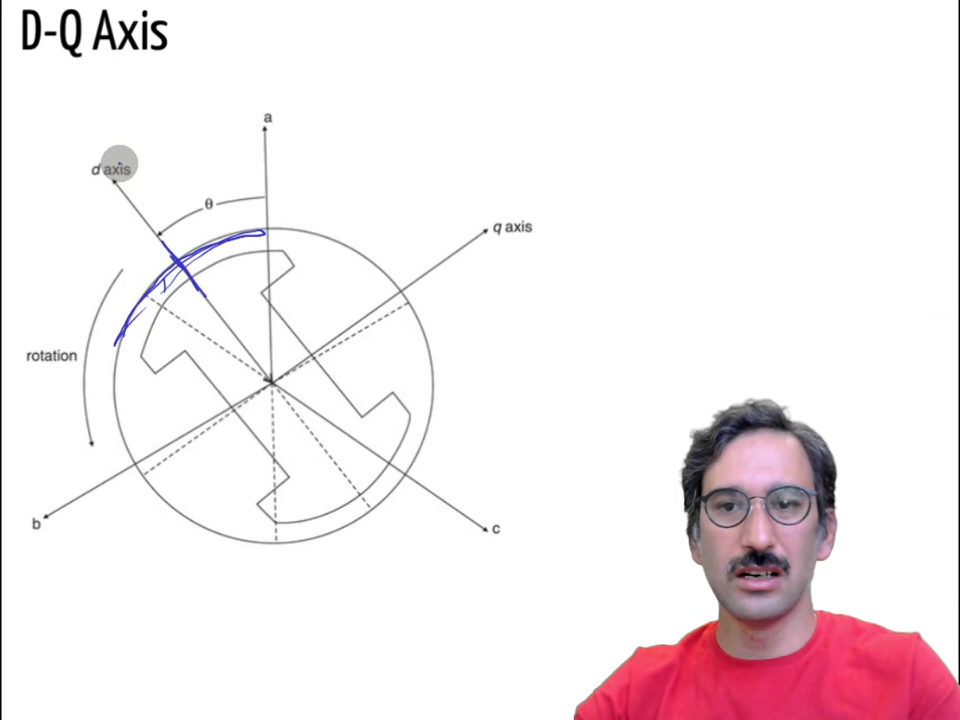 D-Q Axis
a
d axis
θ
q axis
rotation
b
c